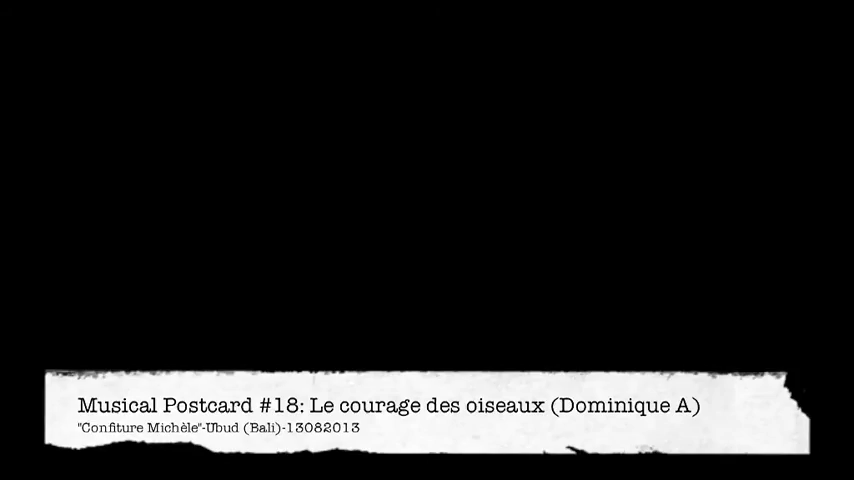 Musical Postcard #18: Le courage des oiseaux (Dominique A)
"Confiture Michèle"-Ubud (Bali)-13082013